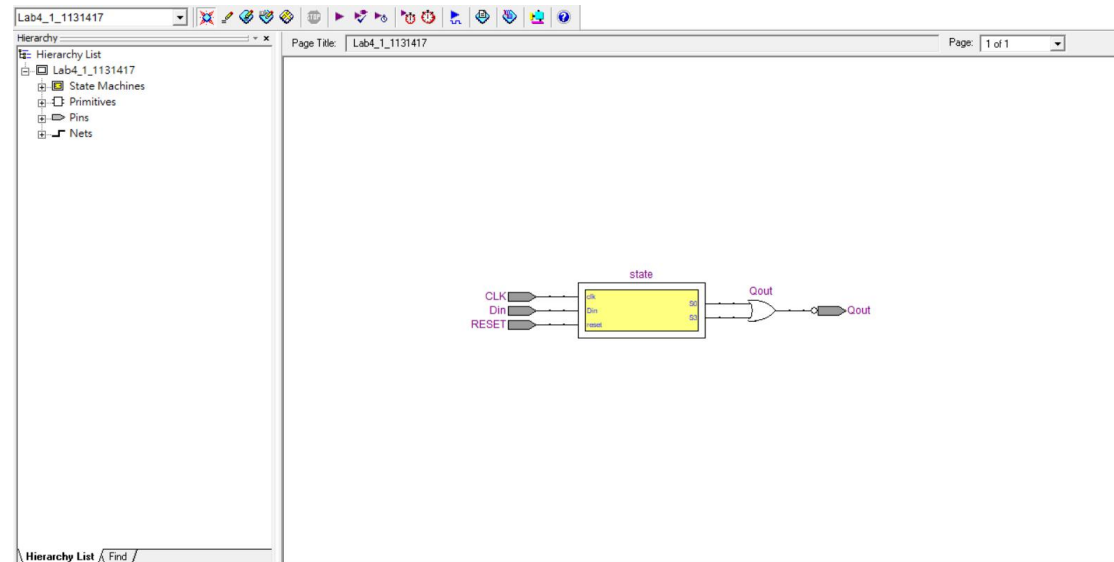 Lab4_1_1131417
STOP
Hierarchy
Page Title: Lab4_1_1131417 Page: 1 of 1
Hierarchy List
Lab4_1_1131417
State Machines
Primitives
Pins
Nets
state
CLK
Din
RESET
clk
Din
reset
S0
S3
Qout
Qout
Hierarchy List Find